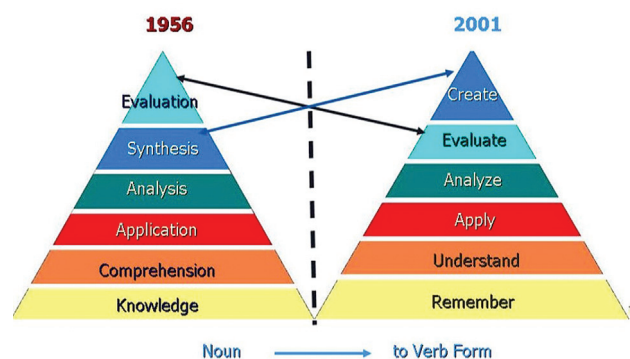 1956
Evaluation
Synthesis
Analysis
Application
Comprehension
Knowledge
2001
Create
Evaluate
Analyze
Apply
Understand
Remember
Noun to Verb Form